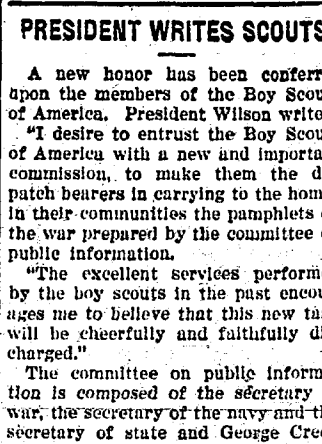 PRESIDENT WRITES SCOUTS
A new honor has been conferr
upon the members of the Boy Scou
of America. President Wilson write
"I desire to entrust the Boy Scou
of America with a new and importa
commission, to make them the d
patch bearers in carrying to the hom
in their communities the pamphlets
the war prepared by the committee
public information.
"The excellent services perform
by the boy scouts in the past encou
ages me to believe that this new ta
will be cheerfully and faithfully d
charged."
The committee on public inform
tion is composed of the secretary
war, the secretary of the navy and t
secretary of state and George Cree